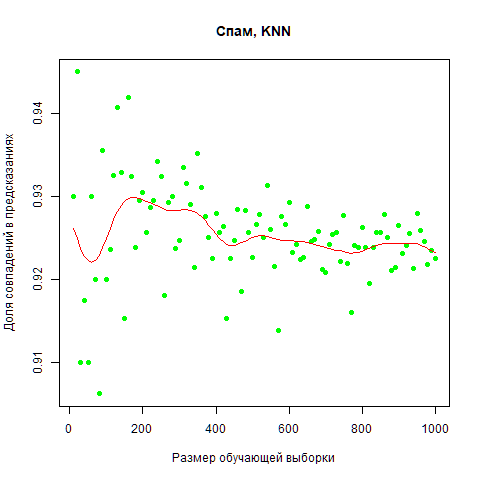 Спам, KNN
Доля совпадений в предсказаниях
0.94
0.93
0.92
0.91
0 200 400 600 800 1000
Размер обучающей выборки